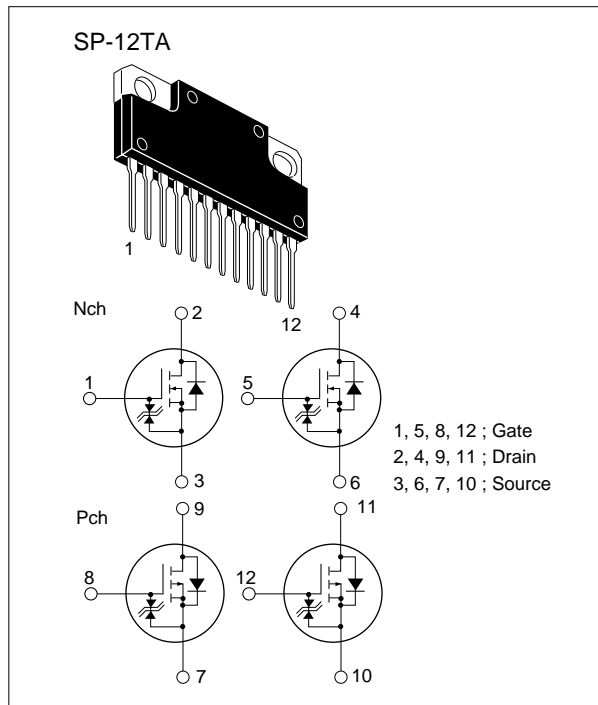 SP-12TA
1
12
Nch
2
4
1
5
3
6
1, 5, 8, 12 ; Gate
2, 4, 9, 11 ; Drain
3, 6, 7, 10 ; Source
Pch
9
11
8
12
7
10